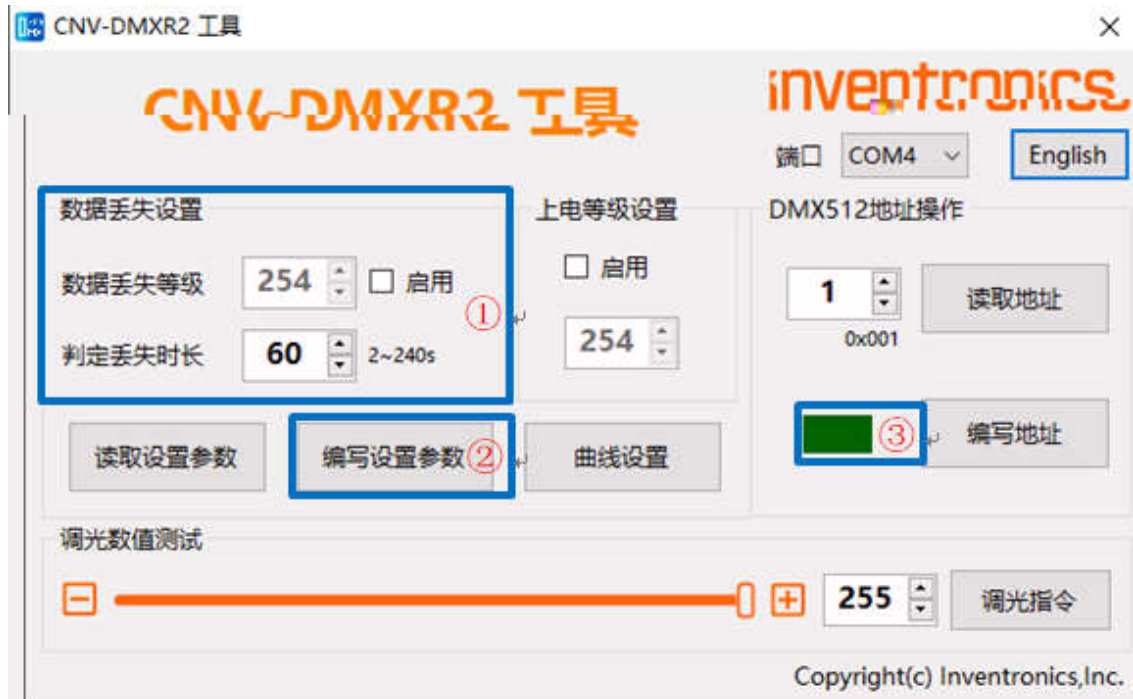 CNV-DMXR2 工具
CNV-DMXR2 工具
inventronics
端口 COM4 English
数据丢失设置
数据丢失等级 254 启用
①
判定丢失时长 60 2~240s
上电等级设置
启用
254
DMX512地址操作
1 读取地址
0x001
③ 编写地址
读取设置参数 编写设置参数② 曲线设置
调光数值测试
255 调光指令
Copyright(c) Inventronics,Inc.